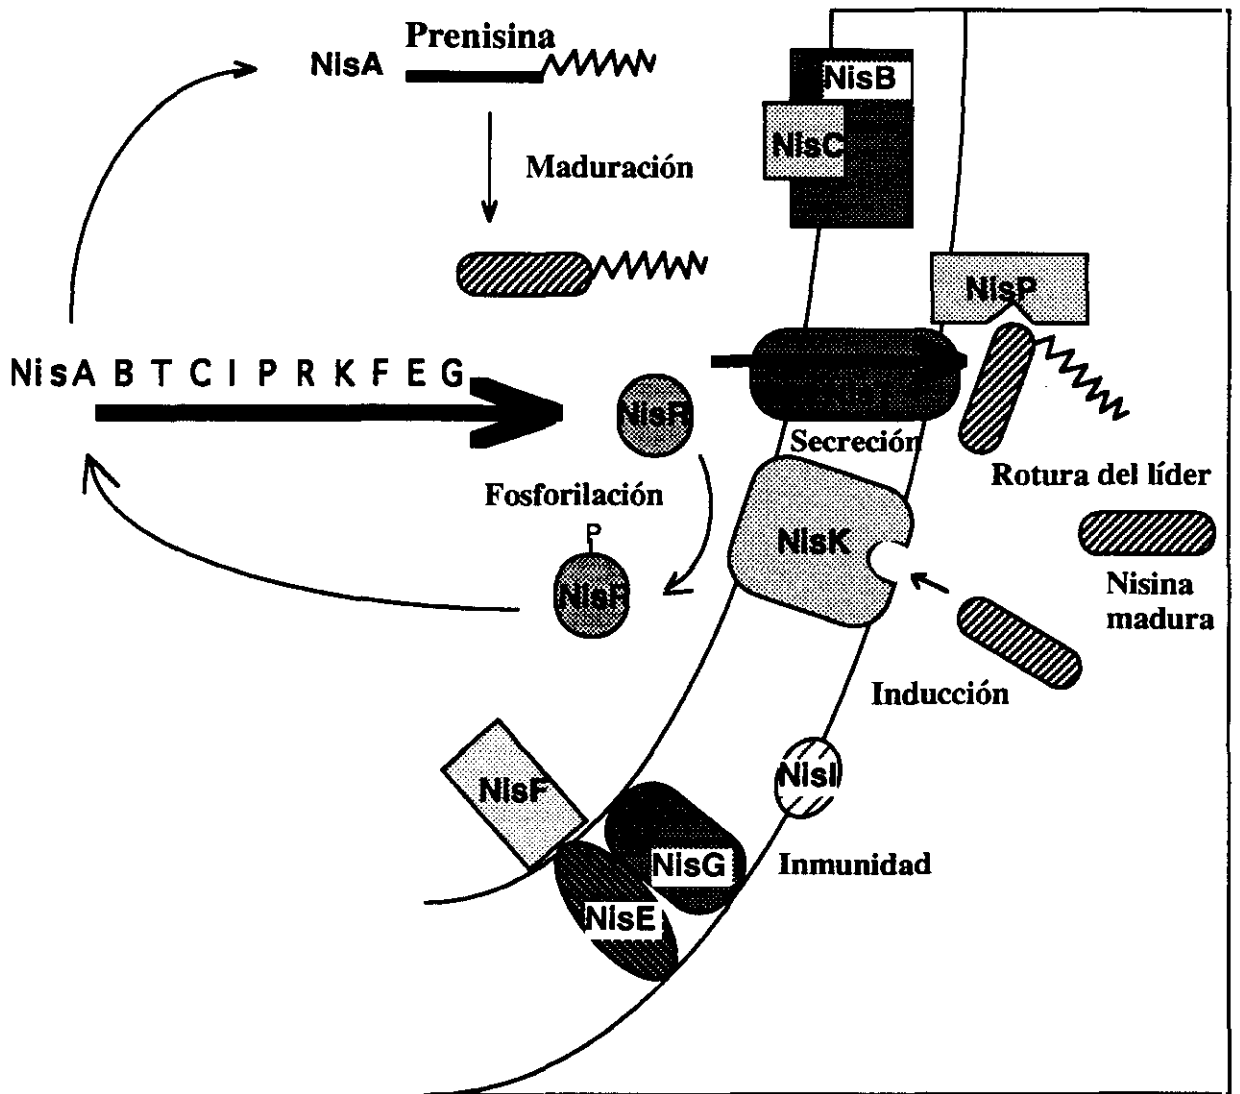 Prenisina
NisA
NisB
NisC
Maduración
NisP
NisA B T C I P R K F E G
NisR
Secreción
Rotura del líder
Fosforilación
P
NisK
NisR
Nisina
madura
Inducción
NisF
NisI
NisG
Inmunidad
NisE